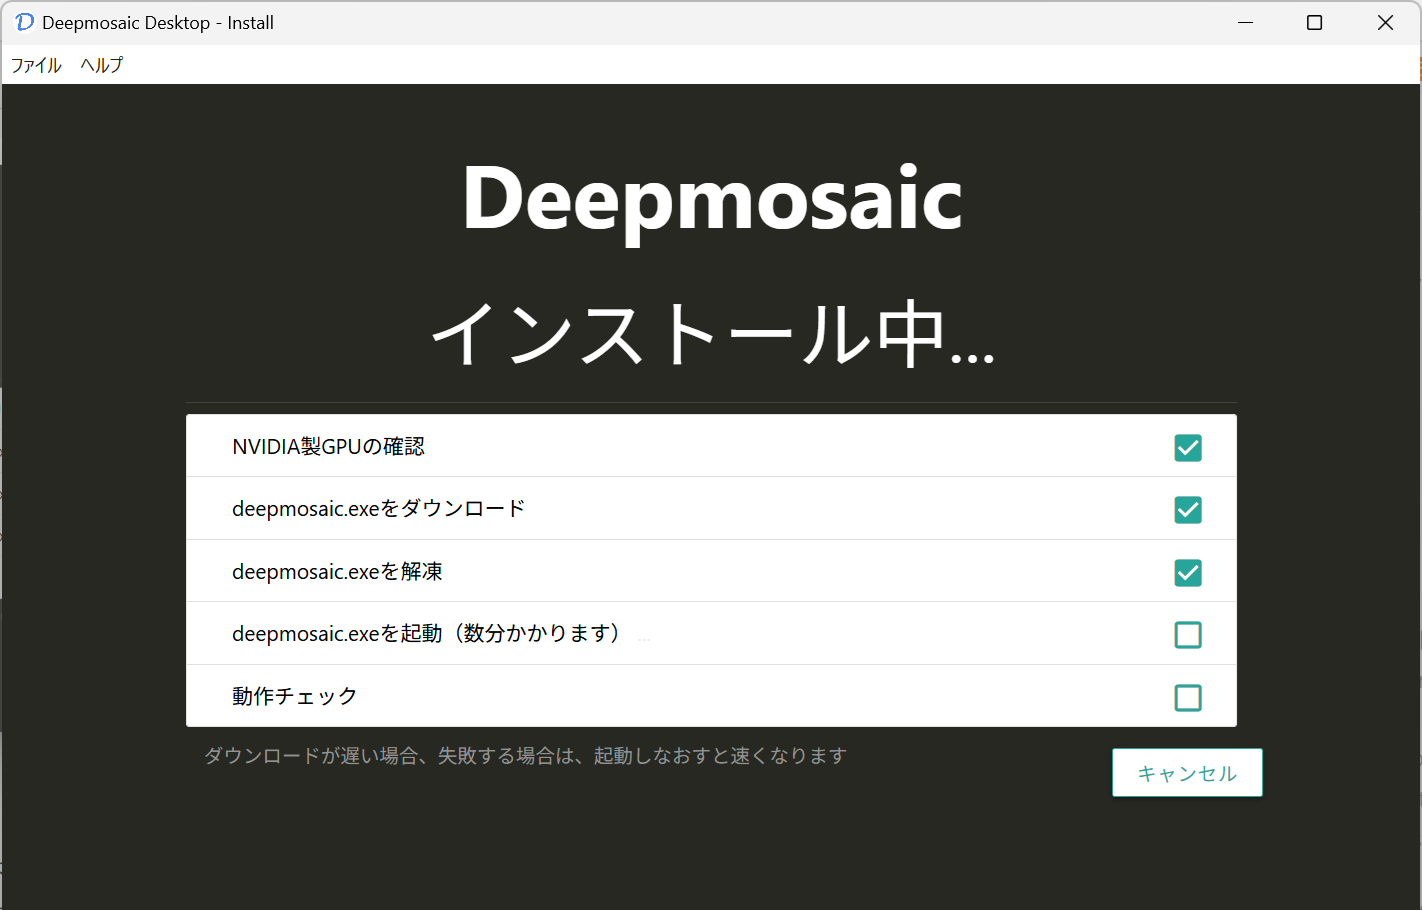 Deepmosaic Desktop - Install
ファイル ヘルプ
Deepmosaic
インストール中...
NVIDIA製GPUの確認
deepmosaic.exeをダウンロード
deepmosaic.exeを解凍
deepmosaic.exeを起動（数分かかります） ...
動作チェック
ダウンロードが遅い場合、失敗する場合は、起動しなおすと速くなります
キャンセル